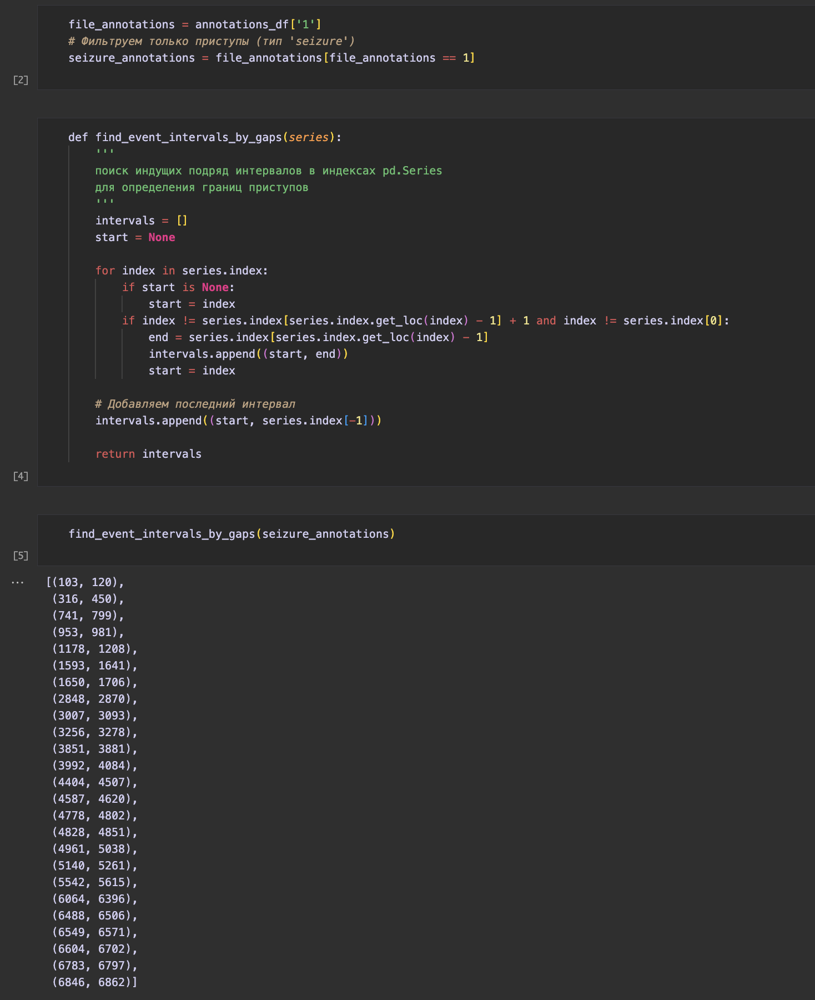 file_annotations = annotations_df['1']
# Фильтруем только приступы (тип 'seizure')
seizure_annotations = file_annotations[file_annotations == 1]
[2]
def find_event_intervals_by_gaps(series):
'''
поиск индущих подряд интервалов в индексах pd.Series
для определения границ приступов
'''
intervals = []
start = None
for index in series.index:
if start is None:
start = index
if index != series.index[series.index.get_loc(index) - 1] + 1 and index != series.index[0]:
end = series.index[series.index.get_loc(index) - 1]
intervals.append((start, end))
start = index
# Добавляем последний интервал
intervals.append((start, series.index[-1]))
return intervals
[4]
find_event_intervals_by_gaps(seizure_annotations)
[5]
... [(103, 120),
(316, 450),
(741, 799),
(953, 981),
(1178, 1208),
(1593, 1641),
(1650, 1706),
(2848, 2870),
(3007, 3093),
(3256, 3278),
(3851, 3881),
(3992, 4084),
(4404, 4507),
(4587, 4620),
(4778, 4802),
(4828, 4851),
(4961, 5038),
(5140, 5261),
(5542, 5615),
(6064, 6396),
(6488, 6506),
(6549, 6571),
(6604, 6702),
(6783, 6797),
(6846, 6862)]